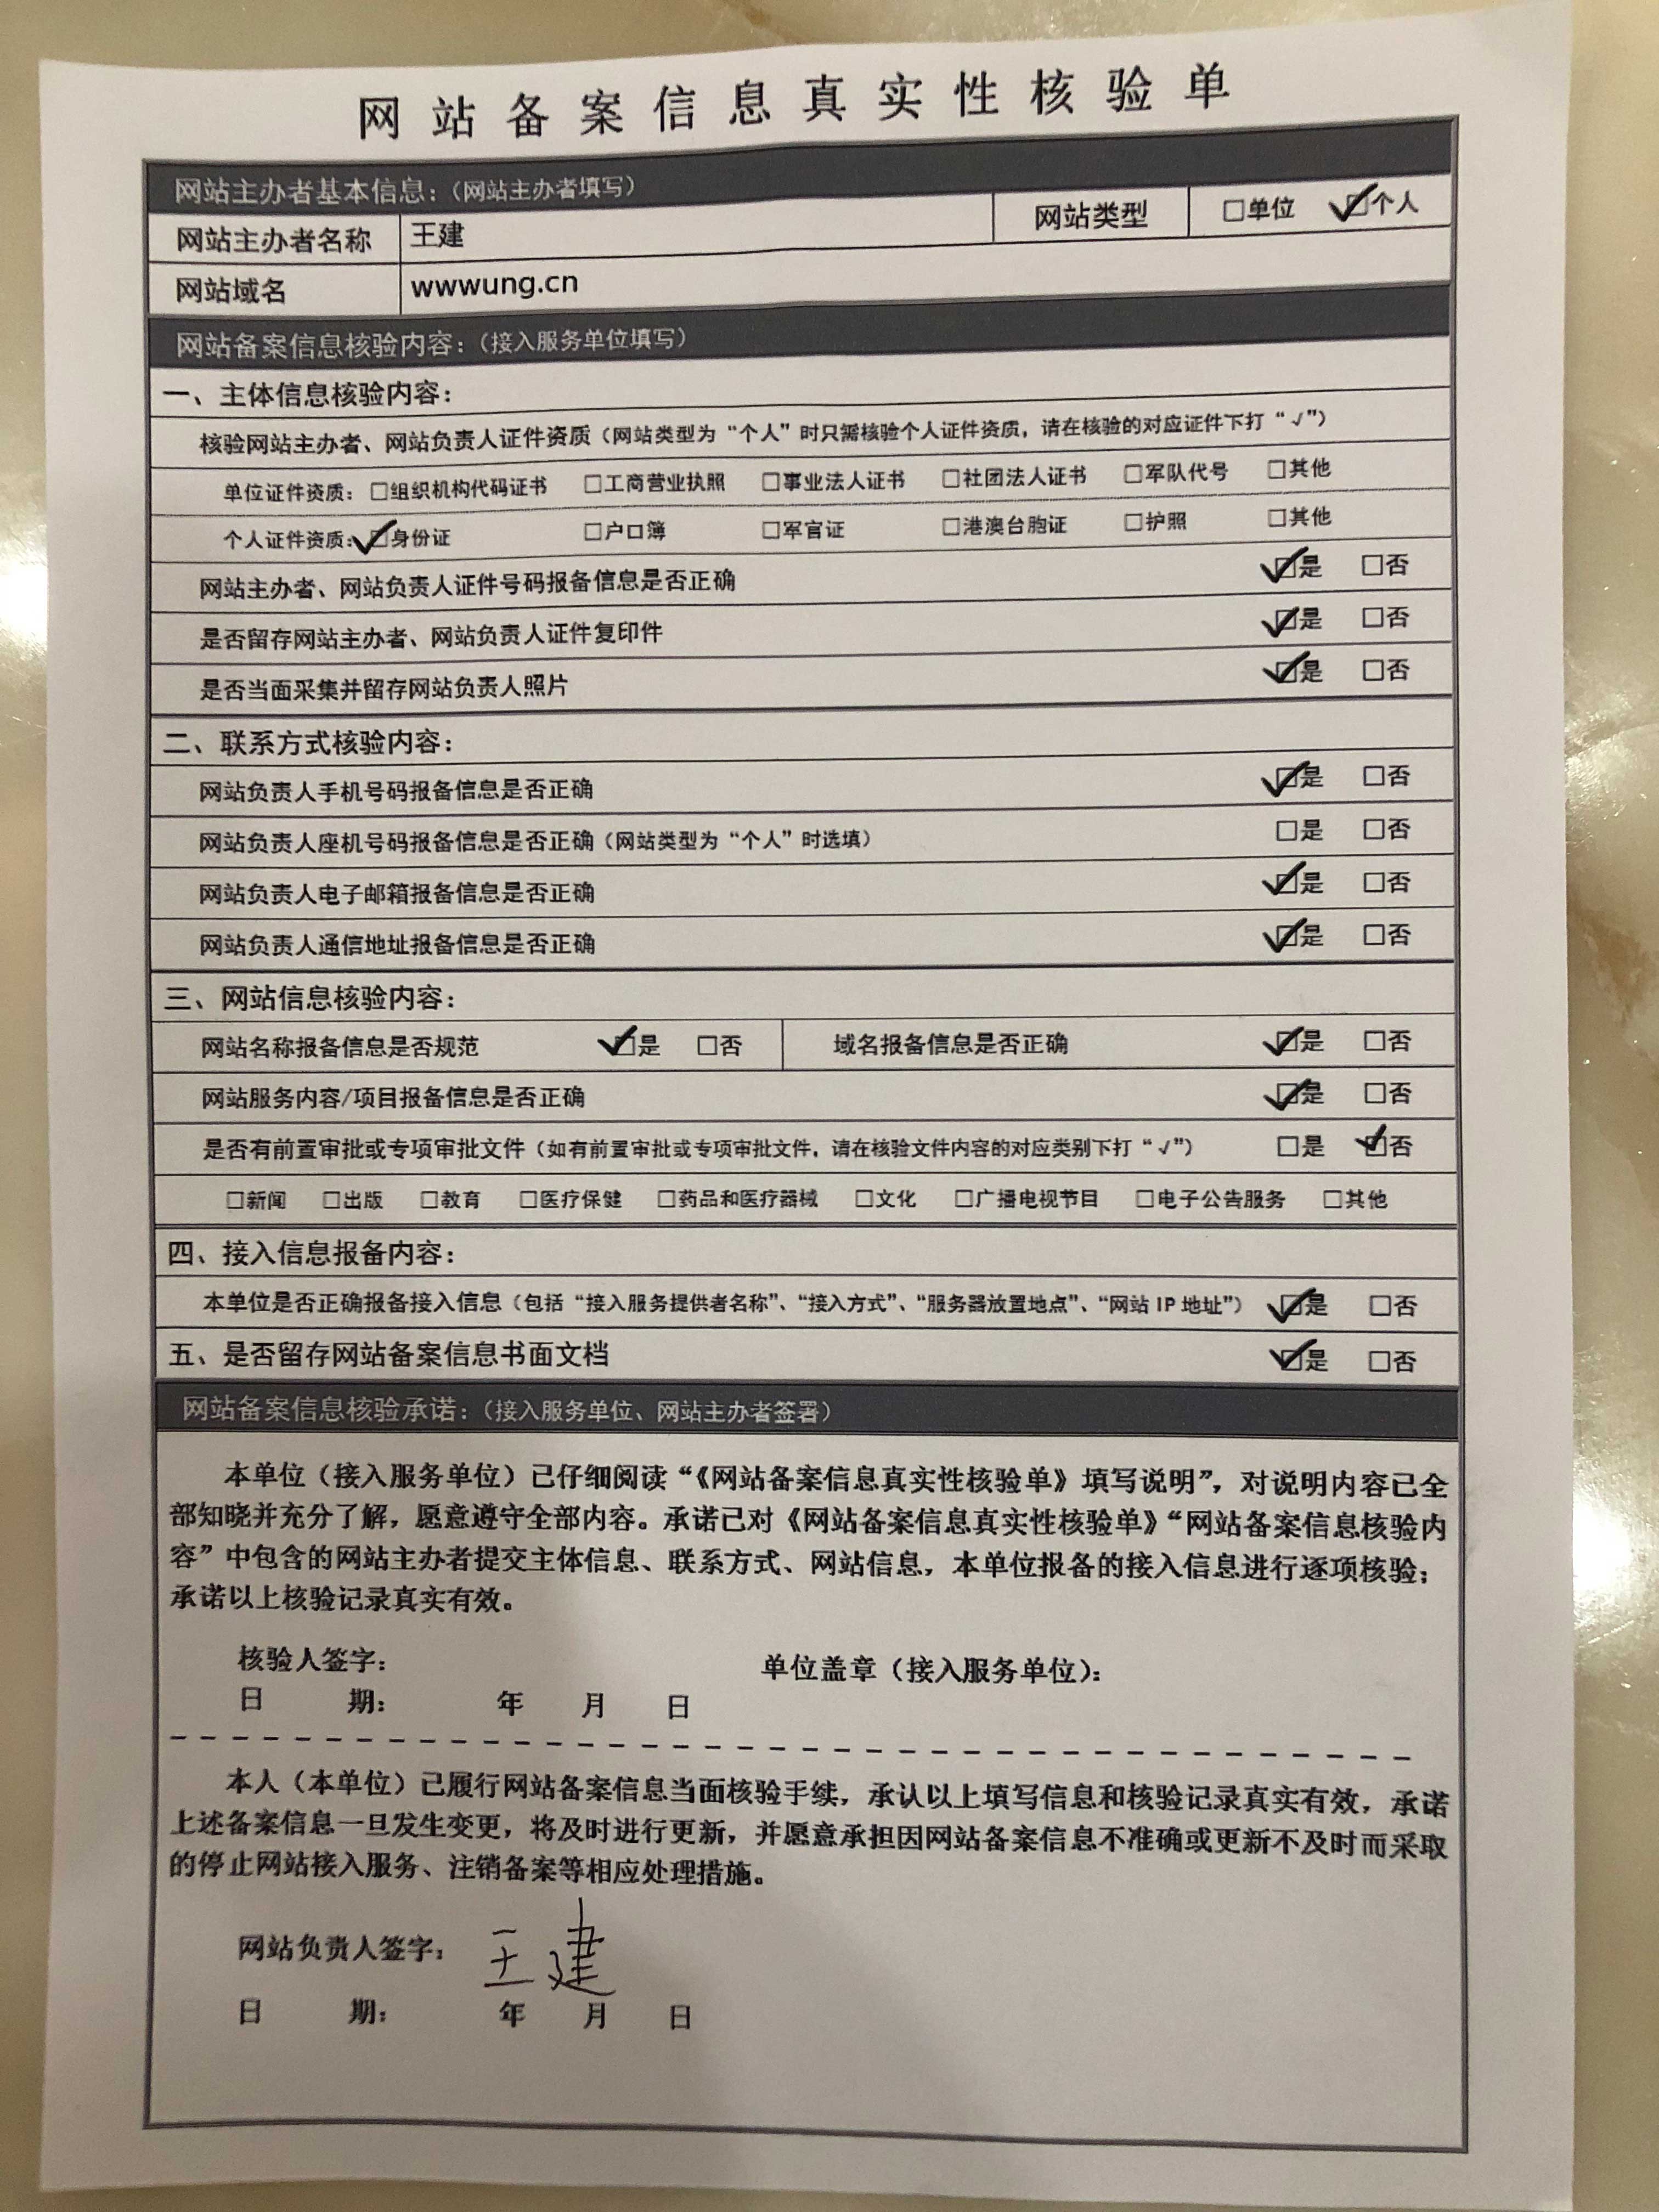 网站备案信息真实性核验单
网站主办者基本信息：（网站主办者填写）
网站主办者名称 王建 网站类型 □单位 ☑个人
网站域名 wwwung.cn
网站备案信息核验内容：（接入服务单位填写）
一、主体信息核验内容：
核验网站主办者、网站负责人证件资质（网站类型为“个人”时只需核验个人证件资质，请在核验的对应证件下打“√”）
单位证件资质：□组织机构代码证书 □工商营业执照 □事业法人证书 □社团法人证书 □军队代号 □其他
个人证件资质：☑身份证 □户口簿 □军官证 □港澳台胞证 □护照 □其他
网站主办者、网站负责人证件号码报备信息是否正确 ☑是 □否
是否留存网站主办者、网站负责人证件复印件 ☑是 □否
是否当面采集并留存网站负责人照片 ☑是 □否
二、联系方式核验内容：
网站负责人手机号码报备信息是否正确 ☑是 □否
网站负责人座机号码报备信息是否正确（网站类型为“个人”时选填） □是 □否
网站负责人电子邮箱报备信息是否正确 ☑是 □否
网站负责人通信地址报备信息是否正确 ☑是 □否
三、网站信息核验内容：
网站名称报备信息是否规范 ☑是 □否 域名报备信息是否正确 ☑是 □否
网站服务内容/项目报备信息是否正确 ☑是 □否
是否有前置审批或专项审批文件（如有前置审批或专项审批文件，请在核验文件内容的对应类别下打“√”） □是 ☑否
□新闻 □出版 □教育 □医疗保健 □药品和医疗器械 □文化 □广播电视节目 □电子公告服务 □其他
四、接入信息报备内容：
本单位是否正确报备接入信息（包括“接入服务提供者名称”、“接入方式”、“服务器放置地点”、“网站 IP 地址”） ☑是 □否
五、是否留存网站备案信息书面文档 ☑是 □否
网站备案信息核验承诺：（接入服务单位、网站主办者签署）
本单位（接入服务单位）已仔细阅读“《网站备案信息真实性核验单》填写说明”，对说明内容已全
部知晓并充分了解，愿意遵守全部内容。承诺已对《网站备案信息真实性核验单》“网站备案信息核验内
容”中包含的网站主办者提交主体信息、联系方式、网站信息，本单位报备的接入信息进行逐项核验；
承诺以上核验记录真实有效。
核验人签字： 单位盖章（接入服务单位）：
日 期： 年 月 日
本人（本单位）已履行网站备案信息当面核验手续，承认以上填写信息和核验记录真实有效，承诺
上述备案信息一旦发生变更，将及时进行更新，并愿意承担因网站备案信息不准确或更新不及时而采取
的停止网站接入服务、注销备案等相应处理措施。
网站负责人签字： 王建
日 期： 年 月 日